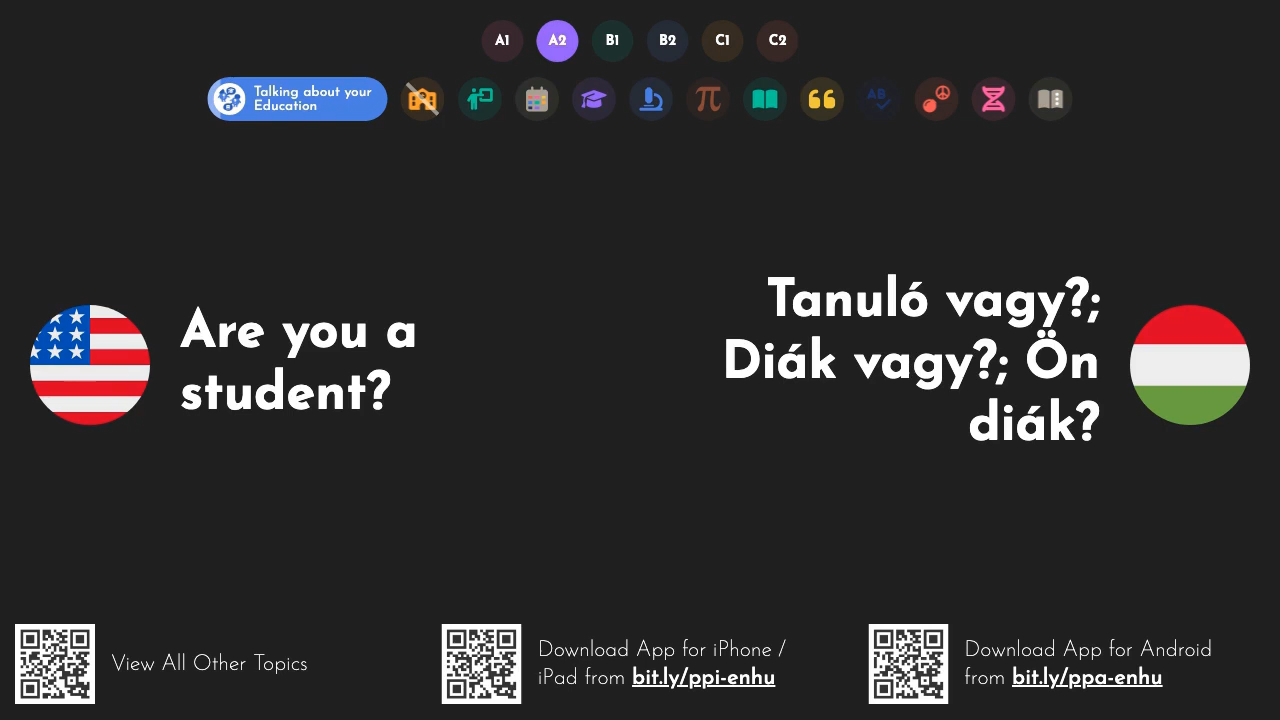 A1 A2 B1 B2 C1 C2
Talking about your
Education
Are you a
student?
Tanuló vagy?;
Diák vagy?; Ön
diák?
View All Other Topics
Download App for iPhone /
iPad from bit.ly/ppi-enhu
Download App for Android
from bit.ly/ppa-enhu